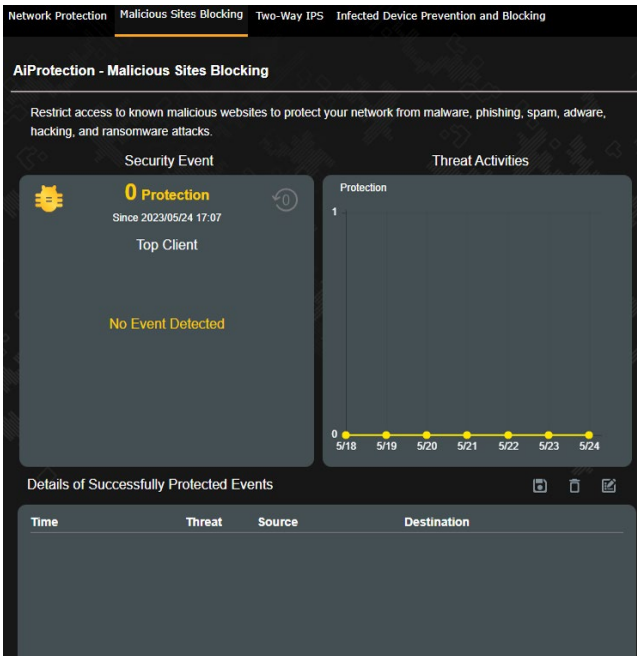 Network Protection Malicious Sites Blocking Two-Way IPS Infected Device Prevention and Blocking
AiProtection - Malicious Sites Blocking
Restrict access to known malicious websites to protect your network from malware, phishing, spam, adware,
hacking, and ransomware attacks.
Security Event
0 Protection
Since 2023/05/24 17:07
0
Top Client
No Event Detected
Threat Activities
Protection
1
0
5/18 5/19 5/20 5/21 5/22 5/23 5/24
Details of Successfully Protected Events
Time Threat Source Destination